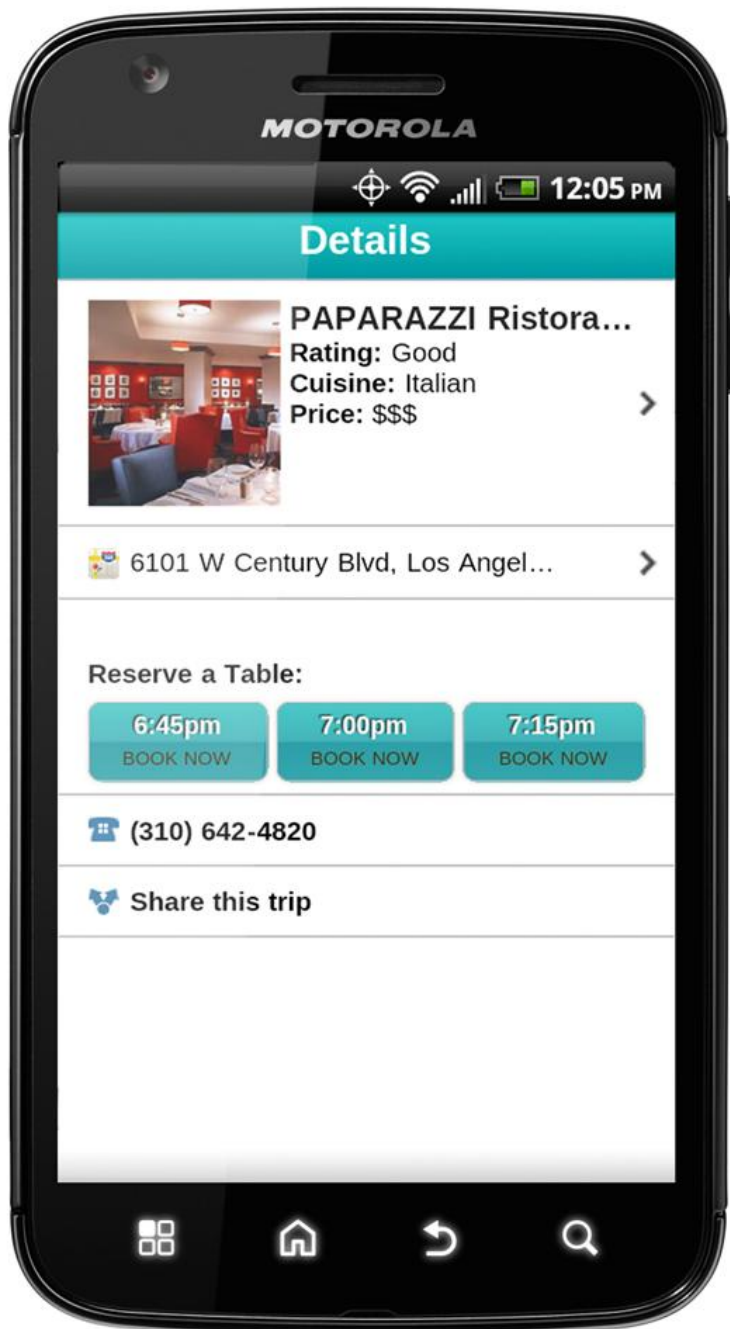 MOTOROLA
12:05 PM
Details
PAPARAZZI Ristora...
Rating: Good
Cuisine: Italian
Price: $$$
6101 W Century Blvd, Los Angel...
Reserve a Table:
6:45pm 7:00pm 7:15pm
BOOK NOW BOOK NOW BOOK NOW
(310) 642-4820
Share this trip